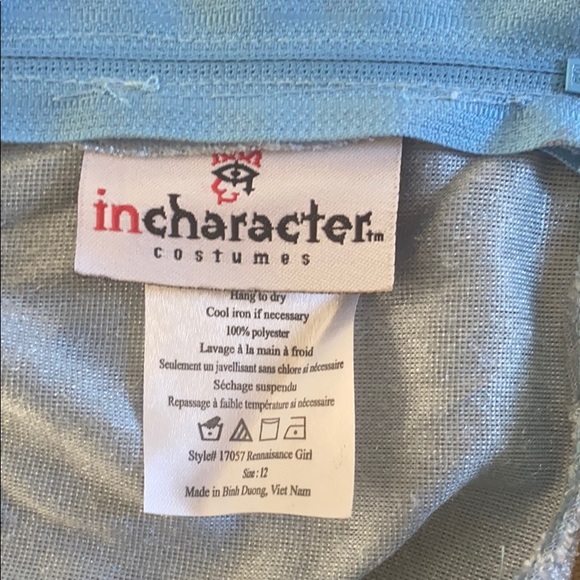 incharacter™
costumes
Hang to dry
Cool iron if necessary
100% polyester
Lavage à la main à froid
Seulement un javellisant sans chlore si nécessaire
Séchage suspendu
Repassage à faible température si nécessaire
Style# 17057 Rennaisance Girl
Size: 12
Made in Binh Duong, Viet Nam